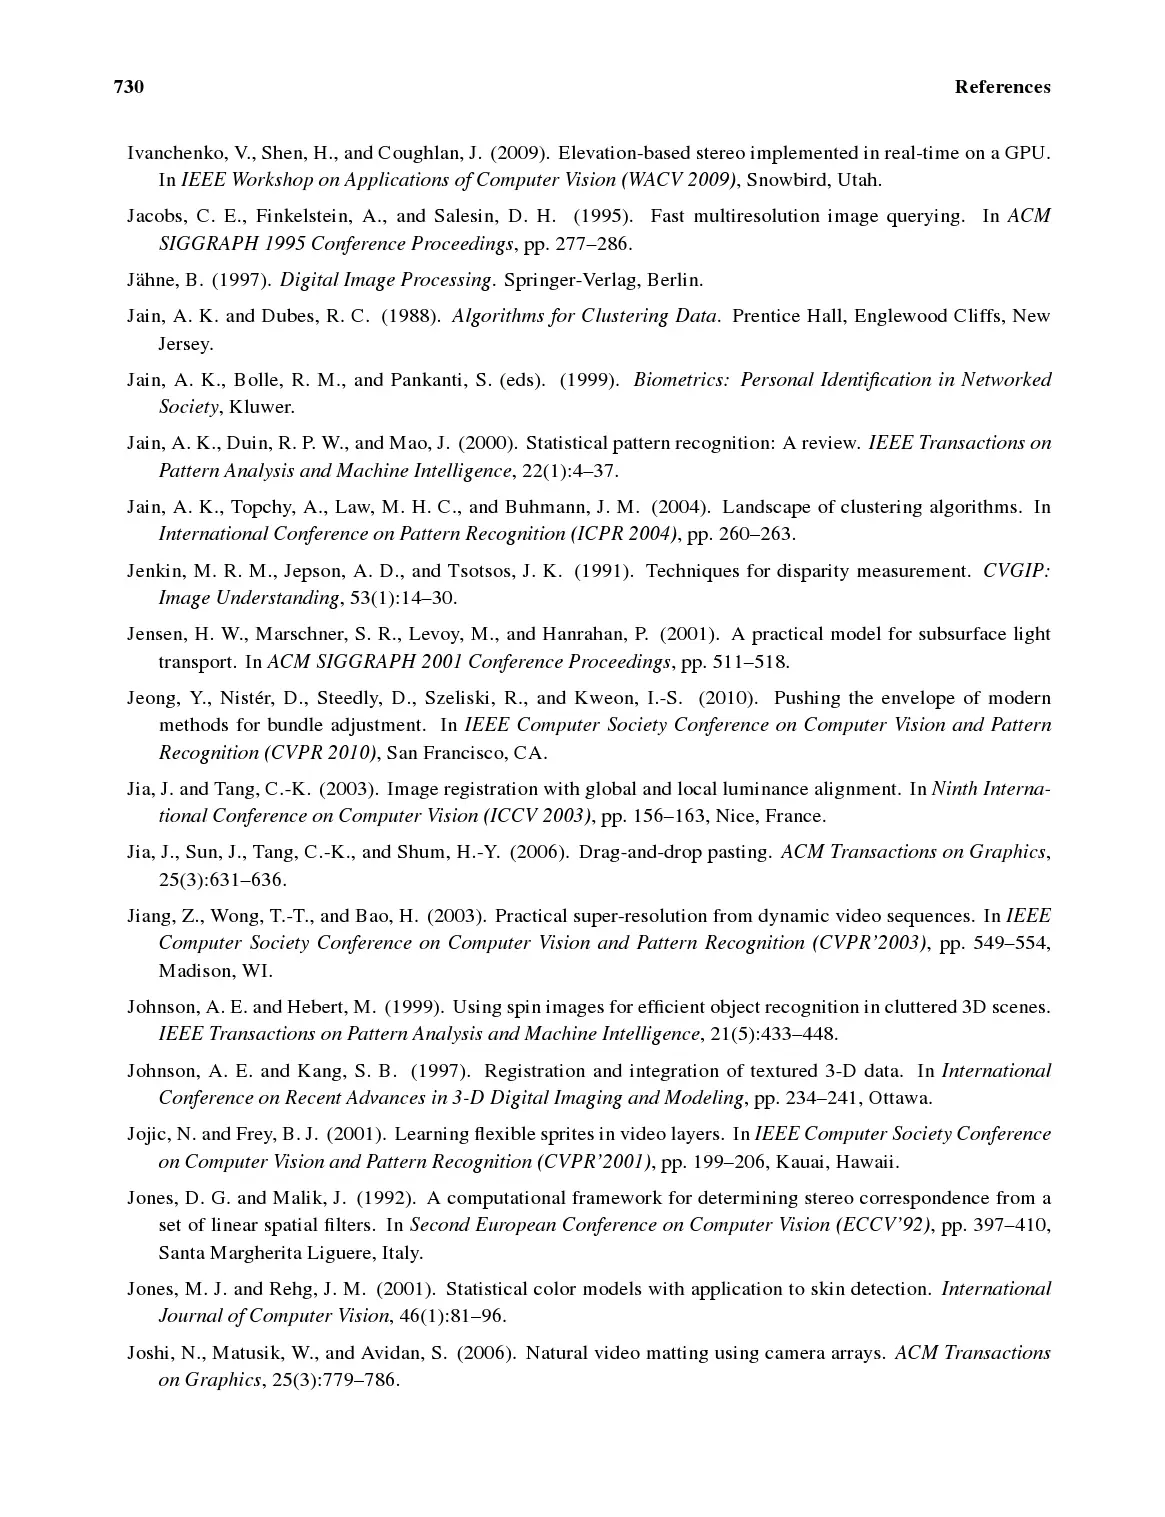 730 References
Ivanchenko, V., Shen, H., and Coughlan, J. (2009). Elevation-based stereo implemented in real-time on a GPU.
In IEEE Workshop on Applications of Computer Vision (WACV 2009), Snowbird, Utah.
Jacobs, C. E., Finkelstein, A., and Salesin, D. H. (1995). Fast multiresolution image querying. In ACM
SIGGRAPH 1995 Conference Proceedings, pp. 277–286.
Jähne, B. (1997). Digital Image Processing. Springer-Verlag, Berlin.
Jain, A. K. and Dubes, R. C. (1988). Algorithms for Clustering Data. Prentice Hall, Englewood Cliffs, New
Jersey.
Jain, A. K., Bolle, R. M., and Pankanti, S. (eds). (1999). Biometrics: Personal Identification in Networked
Society, Kluwer.
Jain, A. K., Duin, R. P. W., and Mao, J. (2000). Statistical pattern recognition: A review. IEEE Transactions on
Pattern Analysis and Machine Intelligence, 22(1):4–37.
Jain, A. K., Topchy, A., Law, M. H. C., and Buhmann, J. M. (2004). Landscape of clustering algorithms. In
International Conference on Pattern Recognition (ICPR 2004), pp. 260–263.
Jenkin, M. R. M., Jepson, A. D., and Tsotsos, J. K. (1991). Techniques for disparity measurement. CVGIP:
Image Understanding, 53(1):14–30.
Jensen, H. W., Marschner, S. R., Levoy, M., and Hanrahan, P. (2001). A practical model for subsurface light
transport. In ACM SIGGRAPH 2001 Conference Proceedings, pp. 511–518.
Jeong, Y., Nistér, D., Steedly, D., Szeliski, R., and Kweon, I.-S. (2010). Pushing the envelope of modern
methods for bundle adjustment. In IEEE Computer Society Conference on Computer Vision and Pattern
Recognition (CVPR 2010), San Francisco, CA.
Jia, J. and Tang, C.-K. (2003). Image registration with global and local luminance alignment. In Ninth Interna-
tional Conference on Computer Vision (ICCV 2003), pp. 156–163, Nice, France.
Jia, J., Sun, J., Tang, C.-K., and Shum, H.-Y. (2006). Drag-and-drop pasting. ACM Transactions on Graphics,
25(3):631–636.
Jiang, Z., Wong, T.-T., and Bao, H. (2003). Practical super-resolution from dynamic video sequences. In IEEE
Computer Society Conference on Computer Vision and Pattern Recognition (CVPR'2003), pp. 549–554,
Madison, WI.
Johnson, A. E. and Hebert, M. (1999). Using spin images for efficient object recognition in cluttered 3D scenes.
IEEE Transactions on Pattern Analysis and Machine Intelligence, 21(5):433–448.
Johnson, A. E. and Kang, S. B. (1997). Registration and integration of textured 3-D data. In International
Conference on Recent Advances in 3-D Digital Imaging and Modeling, pp. 234–241, Ottawa.
Jojic, N. and Frey, B. J. (2001). Learning flexible sprites in video layers. In IEEE Computer Society Conference
on Computer Vision and Pattern Recognition (CVPR'2001), pp. 199–206, Kauai, Hawaii.
Jones, D. G. and Malik, J. (1992). A computational framework for determining stereo correspondence from a
set of linear spatial filters. In Second European Conference on Computer Vision (ECCV'92), pp. 397–410,
Santa Margherita Liguere, Italy.
Jones, M. J. and Rehg, J. M. (2001). Statistical color models with application to skin detection. International
Journal of Computer Vision, 46(1):81–96.
Joshi, N., Matusik, W., and Avidan, S. (2006). Natural video matting using camera arrays. ACM Transactions
on Graphics, 25(3):779–786.